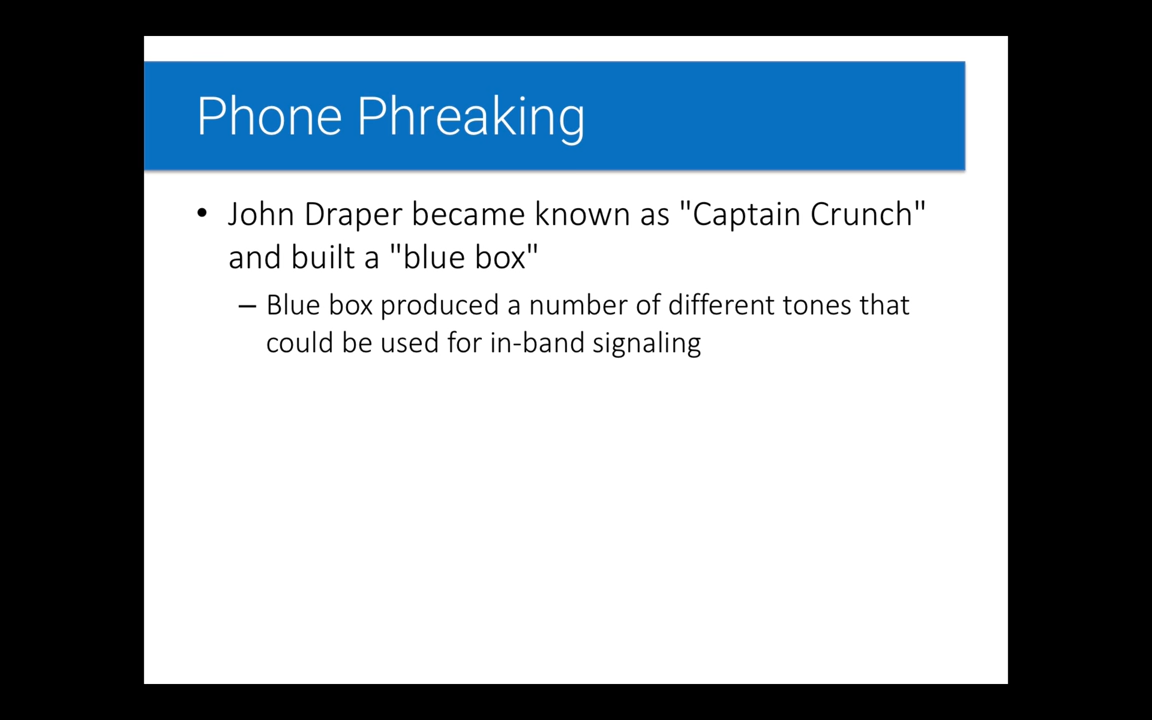 Phone Phreaking
• John Draper became known as "Captain Crunch"
and built a "blue box"
– Blue box produced a number of different tones that
could be used for in-band signaling